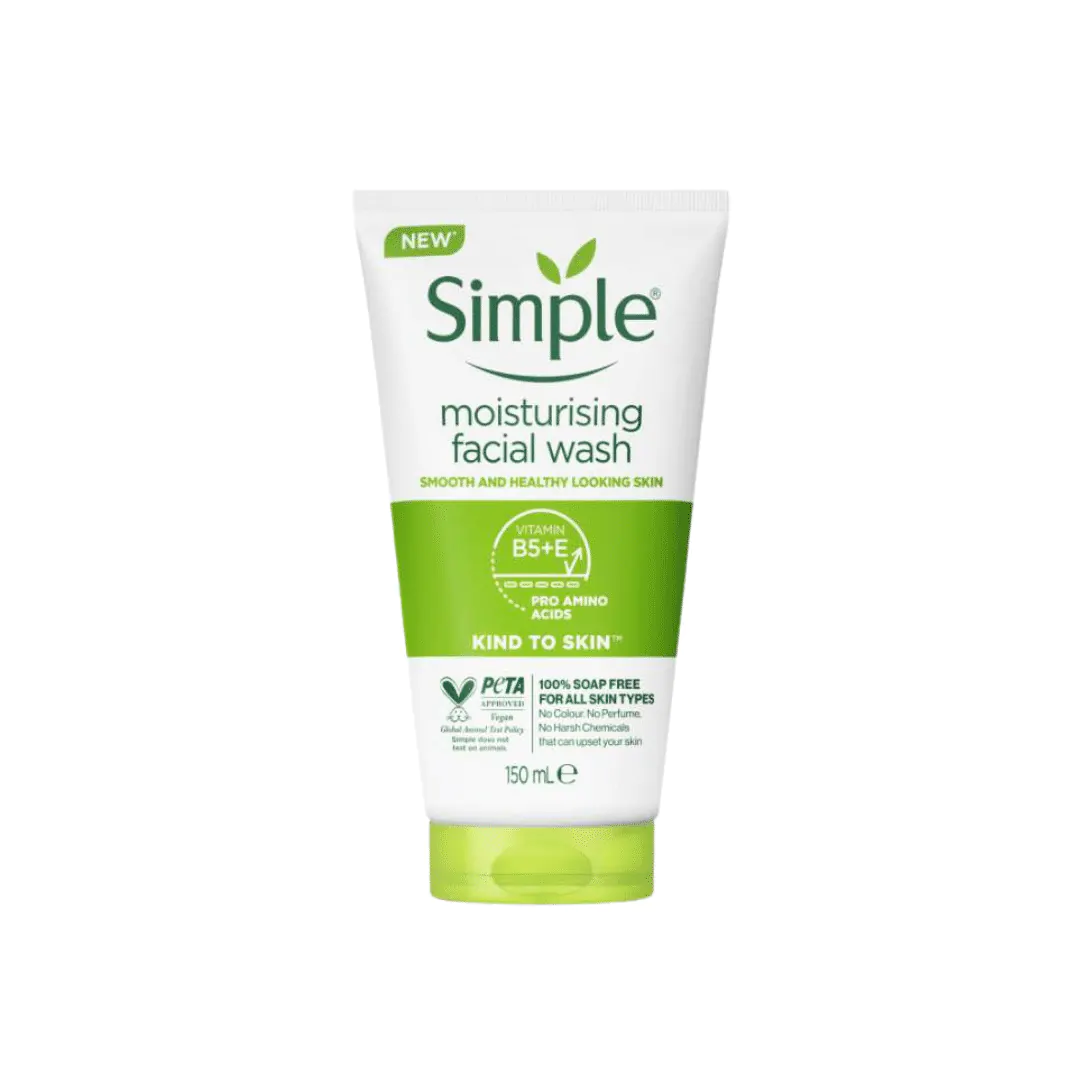 NEW*
Simple®
moisturising
facial wash
SMOOTH AND HEALTHY LOOKING SKIN
VITAMIN
B5+E
PRO AMINO
ACIDS
KIND TO SKIN™
PeTA
APPROVED
Vegan
Global Animal Test Policy
Simple does not
test on animals
100% SOAP FREE
FOR ALL SKIN TYPES
No Colour. No Perfume.
No Harsh Chemicals
that can upset your skin
150 mL ℮